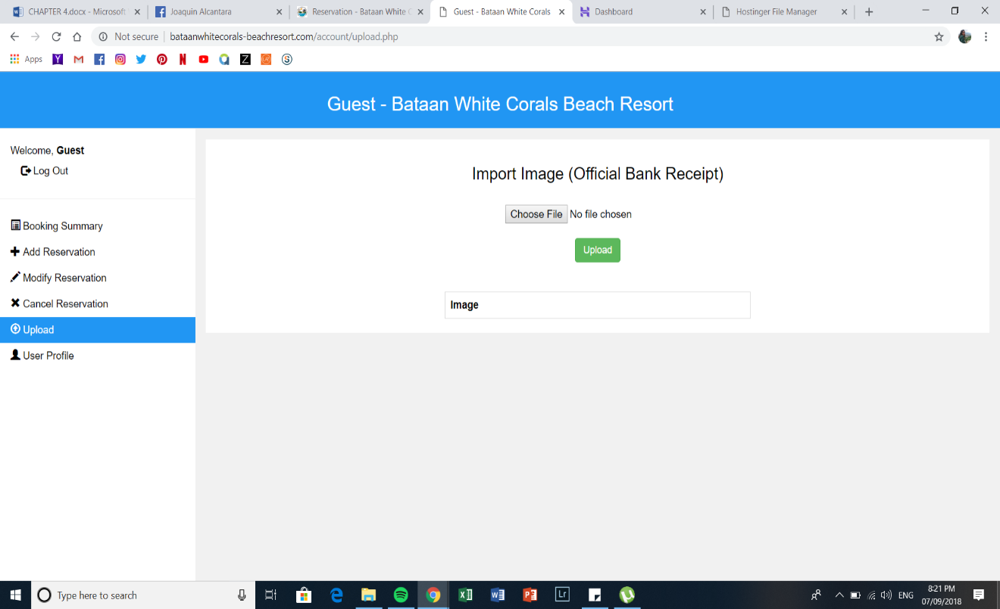 CHAPTER 4.docx - Microsoft
Joaquin Alcantara
Reservation - Bataan White C
Guest - Bataan White Corals
Dashboard
Hostinger File Manager
Not secure
bataanwhitecorals-beachresort.com/account/upload.php
Apps
Guest - Bataan White Corals Beach Resort
Welcome, Guest
Log Out
Booking Summary
Add Reservation
Modify Reservation
Cancel Reservation
Upload
User Profile
Import Image (Official Bank Receipt)
Choose File No file chosen
Upload
Image
Type here to search
ENG
8:21 PM
07/09/2018